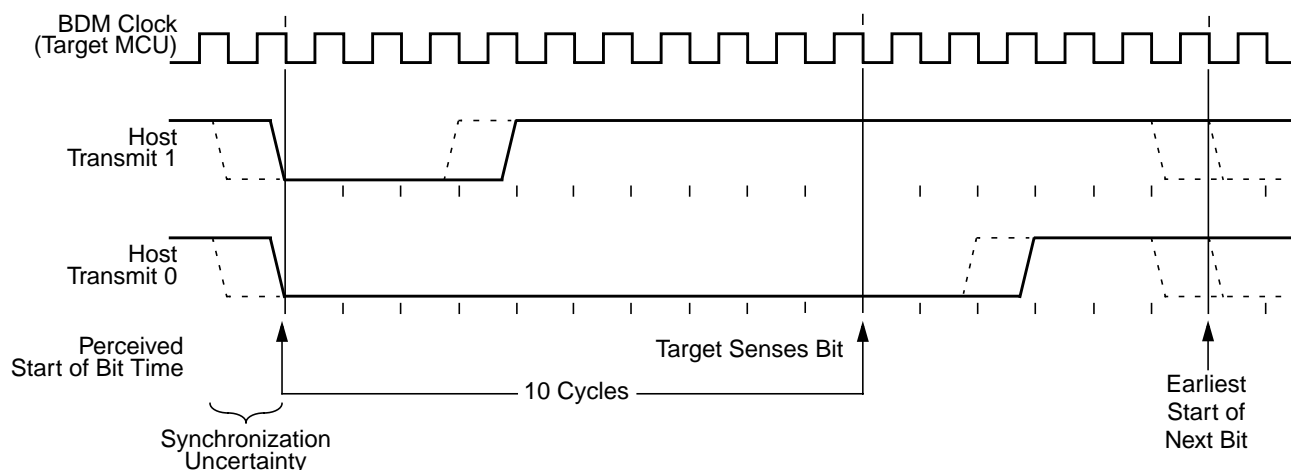 BDM Clock
(Target MCU)
Host
Transmit 1
Host
Transmit 0
Perceived
Start of Bit Time
Target Senses Bit
10 Cycles
Earliest
Start of
Next Bit
Synchronization
Uncertainty